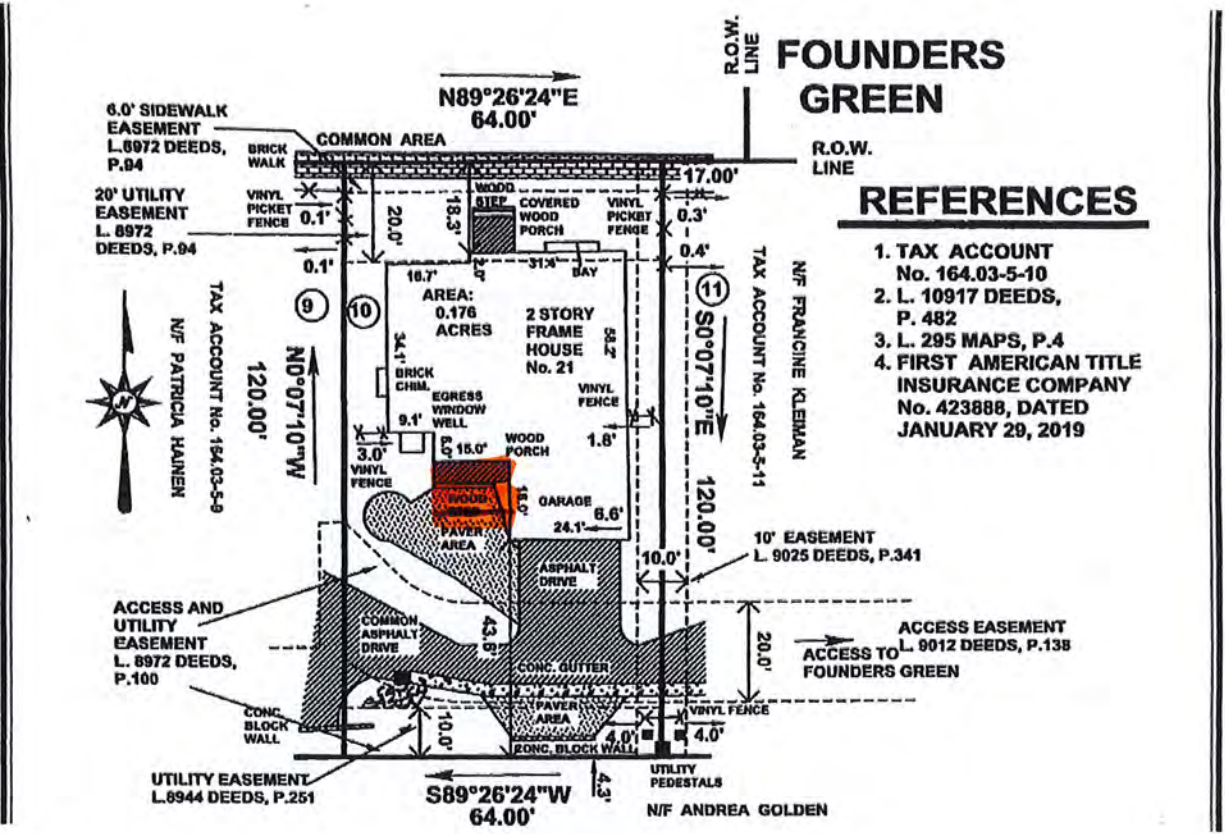 FOUNDERS
GREEN
R.O.W.
LINE
R.O.W.
LINE
N89°26'24"E
64.00'
6.0' SIDEWALK
EASEMENT
L.8972 DEEDS,
P.94
COMMON AREA
BRICK
WALK
17.00'
REFERENCES
1. TAX ACCOUNT
No. 164.03-5-10
2. L. 10917 DEEDS,
P. 482
3. L. 295 MAPS, P.4
4. FIRST AMERICAN TITLE
INSURANCE COMPANY
No. 423888, DATED
JANUARY 29, 2019
20' UTILITY
EASEMENT
L. 8972
DEEDS, P.94
VINYL
PICKET
FENCE
0.1'
0.1'
20.0'
18.3'
WOOD
STEP
COVERED
WOOD
PORCH
VINYL
PICKET
FENCE
0.3'
0.4'
2.0'
31.4'
BAY
16.7'
9
10
11
AREA:
0.176
ACRES
2 STORY
FRAME
HOUSE
No. 21
58.2'
34.1'
BRICK
CHIM.
9.1'
EGRESS
WINDOW
WELL
VINYL
FENCE
1.8'
3.0'
VINYL
FENCE
15.0'
WOOD
PORCH
WOOD
PAVER
AREA
GARAGE
6.6'
24.1'
TAX ACCOUNT No. 164.03-5-9
N/F PATRICIA HAINEN
N
N0°07'10"W
120.00'
S0°07'10"E
120.00'
N/F FRANCINE KLEIMAN
TAX ACCOUNT No. 164.03-5-11
10' EASEMENT
L. 9025 DEEDS, P.341
10.0'
ASPHALT
DRIVE
ACCESS AND
UTILITY
EASEMENT
L. 8972 DEEDS,
P.100
COMMON
ASPHALT
DRIVE
43.6'
CONC. GUTTER
20.0'
ACCESS EASEMENT
L. 9012 DEEDS, P.138
ACCESS TO
FOUNDERS GREEN
CONC.
BLOCK
WALL
10.0'
PAVER
AREA
VINYL FENCE
4.0'
4.0'
CONC. BLOCK WALL
UTILITY
PEDESTALS
4.3'
UTILITY EASEMENT
L.8944 DEEDS, P.251
S89°26'24"W
64.00'
N/F ANDREA GOLDEN